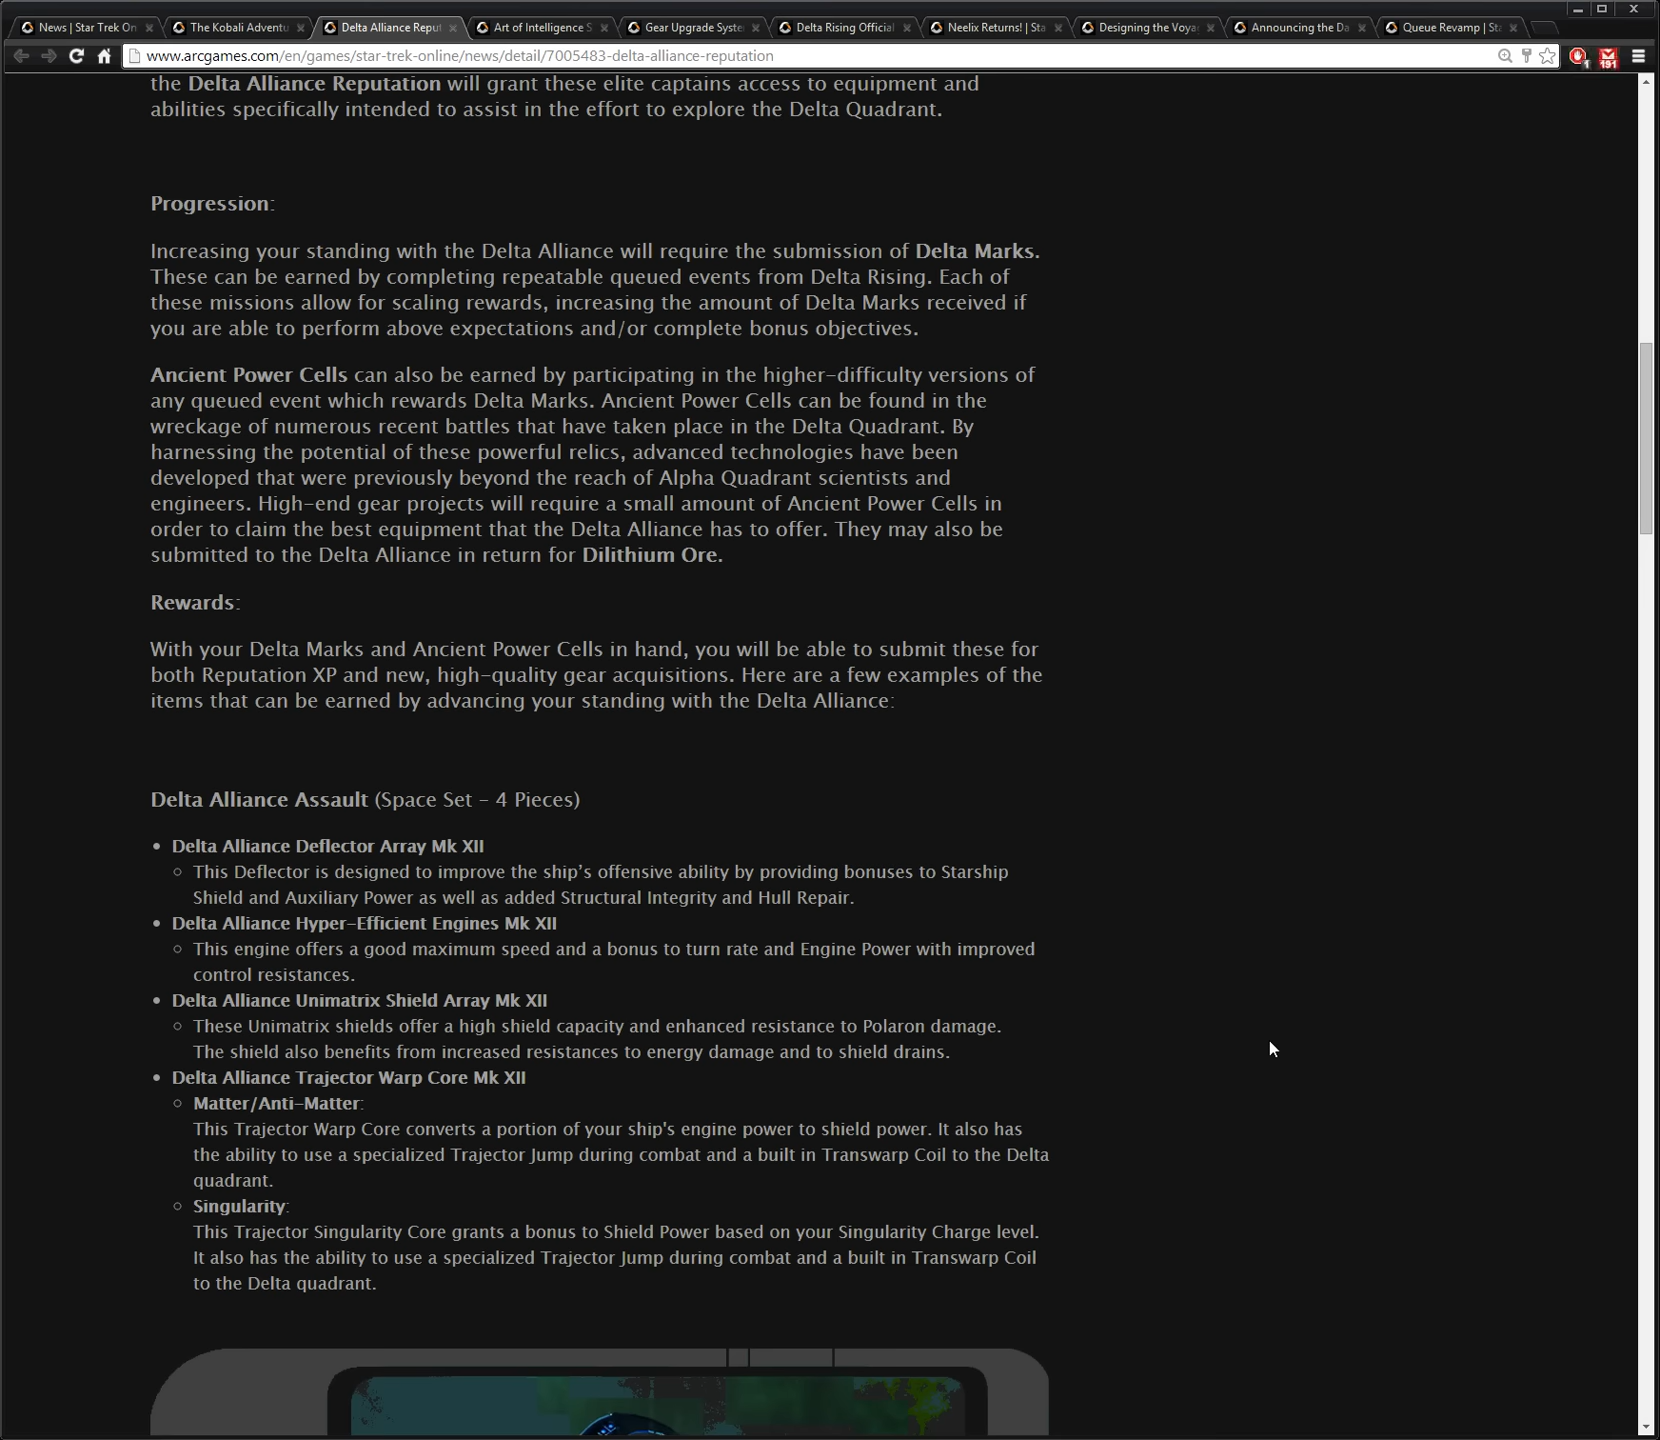 News | Star Trek On
The Kobali Adventu
Delta Alliance Reput
Art of Intelligence S
Gear Upgrade Syste
Delta Rising Official
Neelix Returns! | Sta
Designing the Voya
Announcing the Da
Queue Revamp | St
www.arcgames.com/en/games/star-trek-online/news/detail/7005483-delta-alliance-reputation
1
191
the Delta Alliance Reputation will grant these elite captains access to equipment and
abilities specifically intended to assist in the effort to explore the Delta Quadrant.
Progression:
Increasing your standing with the Delta Alliance will require the submission of Delta Marks.
These can be earned by completing repeatable queued events from Delta Rising. Each of
these missions allow for scaling rewards, increasing the amount of Delta Marks received if
you are able to perform above expectations and/or complete bonus objectives.
Ancient Power Cells can also be earned by participating in the higher-difficulty versions of
any queued event which rewards Delta Marks. Ancient Power Cells can be found in the
wreckage of numerous recent battles that have taken place in the Delta Quadrant. By
harnessing the potential of these powerful relics, advanced technologies have been
developed that were previously beyond the reach of Alpha Quadrant scientists and
engineers. High-end gear projects will require a small amount of Ancient Power Cells in
order to claim the best equipment that the Delta Alliance has to offer. They may also be
submitted to the Delta Alliance in return for Dilithium Ore.
Rewards:
With your Delta Marks and Ancient Power Cells in hand, you will be able to submit these for
both Reputation XP and new, high-quality gear acquisitions. Here are a few examples of the
items that can be earned by advancing your standing with the Delta Alliance:
Delta Alliance Assault (Space Set - 4 Pieces)
• Delta Alliance Deflector Array Mk XII
○ This Deflector is designed to improve the ship’s offensive ability by providing bonuses to Starship
Shield and Auxiliary Power as well as added Structural Integrity and Hull Repair.
• Delta Alliance Hyper-Efficient Engines Mk XII
○ This engine offers a good maximum speed and a bonus to turn rate and Engine Power with improved
control resistances.
• Delta Alliance Unimatrix Shield Array Mk XII
○ These Unimatrix shields offer a high shield capacity and enhanced resistance to Polaron damage.
The shield also benefits from increased resistances to energy damage and to shield drains.
• Delta Alliance Trajector Warp Core Mk XII
○ Matter/Anti-Matter:
This Trajector Warp Core converts a portion of your ship's engine power to shield power. It also has
the ability to use a specialized Trajector Jump during combat and a built in Transwarp Coil to the Delta
quadrant.
○ Singularity:
This Trajector Singularity Core grants a bonus to Shield Power based on your Singularity Charge level.
It also has the ability to use a specialized Trajector Jump during combat and a built in Transwarp Coil
to the Delta quadrant.